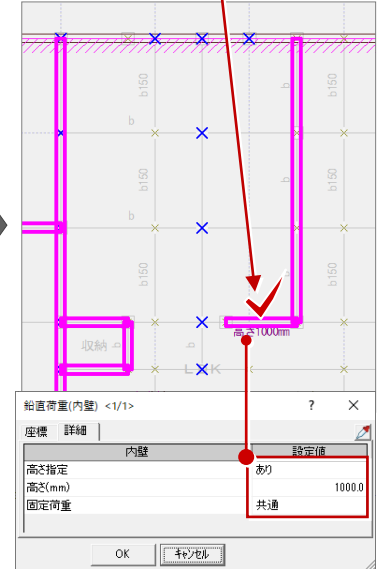 b150
b150
b
b
b
b150
b150
b
b
b150
b150
b
高さ1000mm
収納
b
b
L
K
鉛直荷重(内壁) <1/1>
?
×
座標
詳細
内壁
設定値
高さ指定
あり
高さ(mm)
1000.0
固定荷重
共通
OK
キャンセル